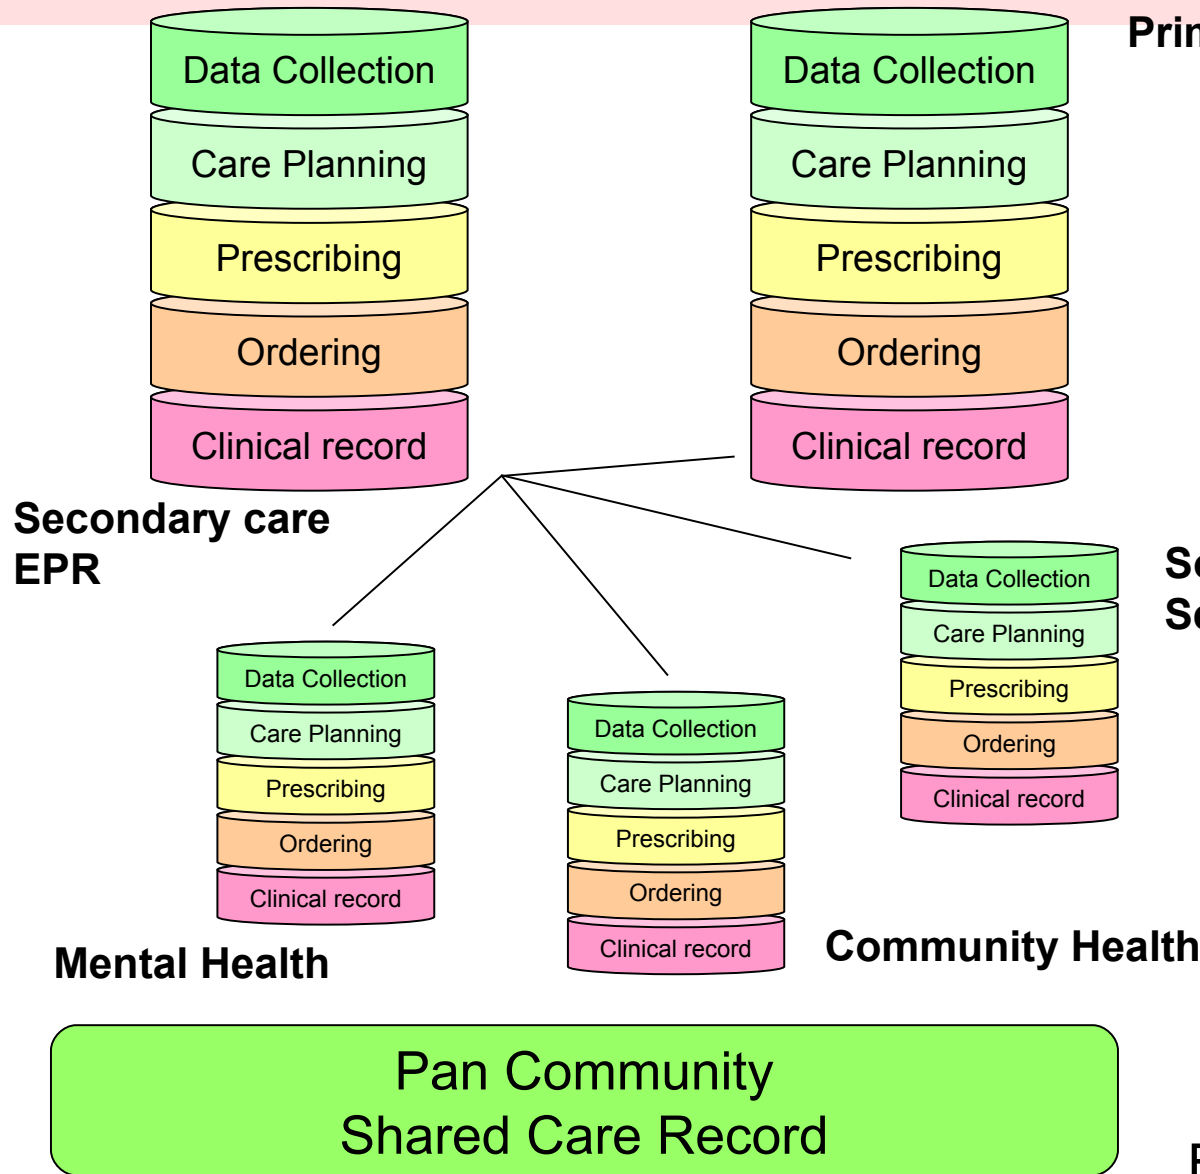 Data Collection
Care Planning
Prescribing
Ordering
Clinical record
Secondary care
EPR
Data Collection
Care Planning
Prescribing
Ordering
Clinical record
Data Collection
Care Planning
Prescribing
Ordering
Clinical record
Mental Health
Data Collection
Care Planning
Prescribing
Ordering
Clinical record
Community Health
Data Collection
Care Planning
Prescribing
Ordering
Clinical record
Pan Community
Shared Care Record